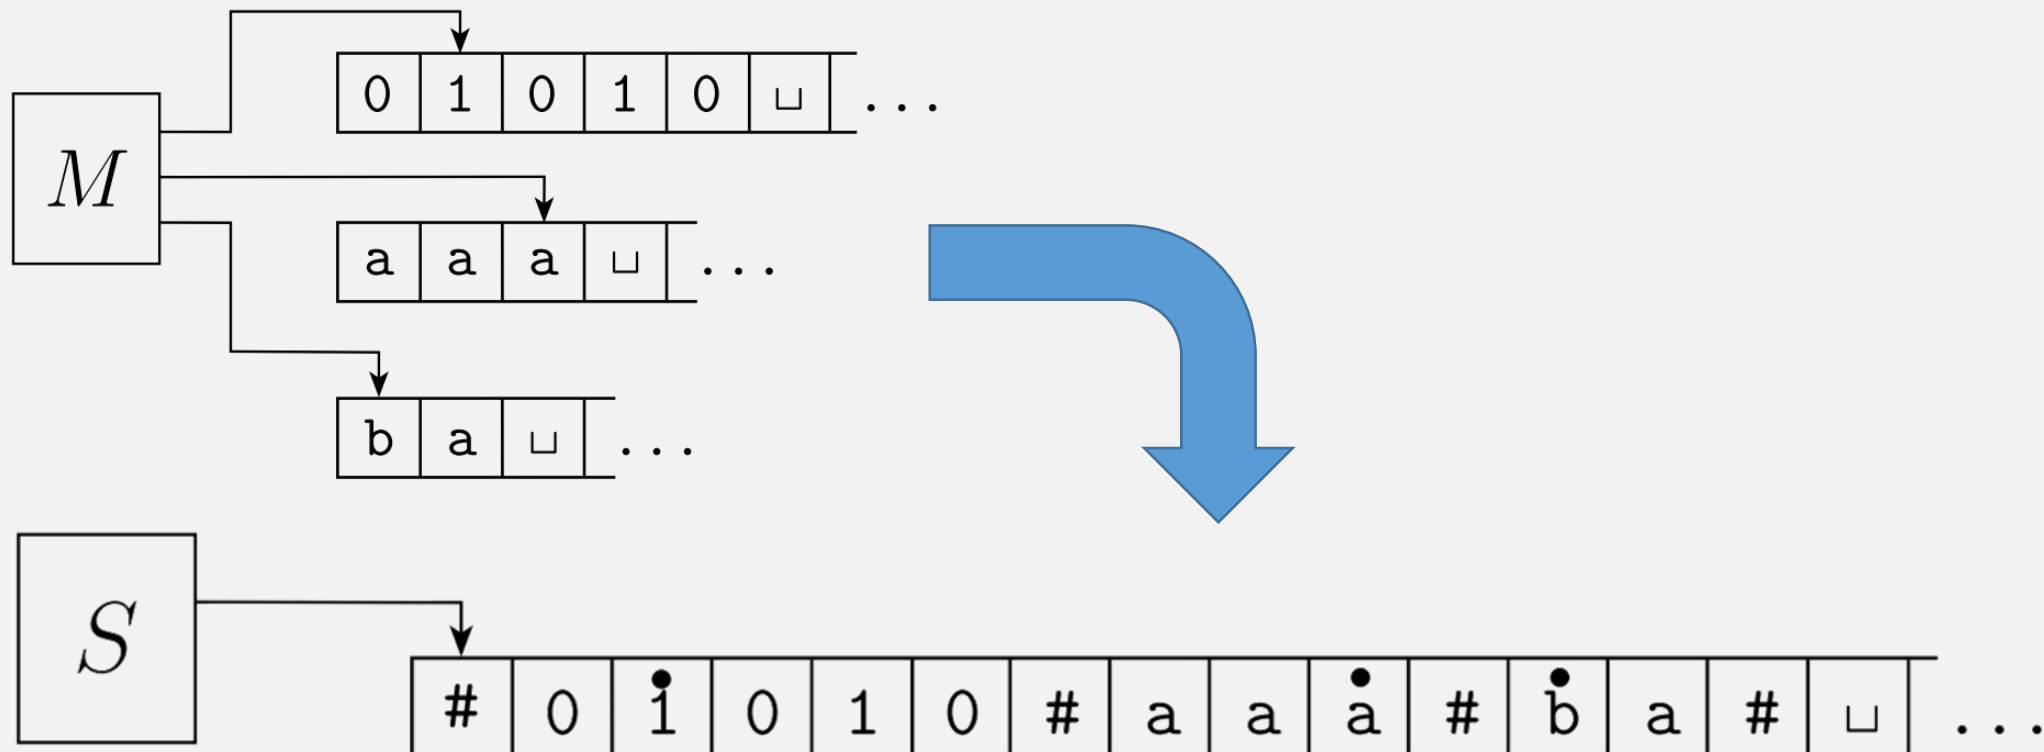 0 1 0 1 0 ␣ ...
M
a a a ␣ ...
b a ␣ ...
S
# 0 1̇ 0 1 0 # a a ȧ # ḃ a # ␣ ...